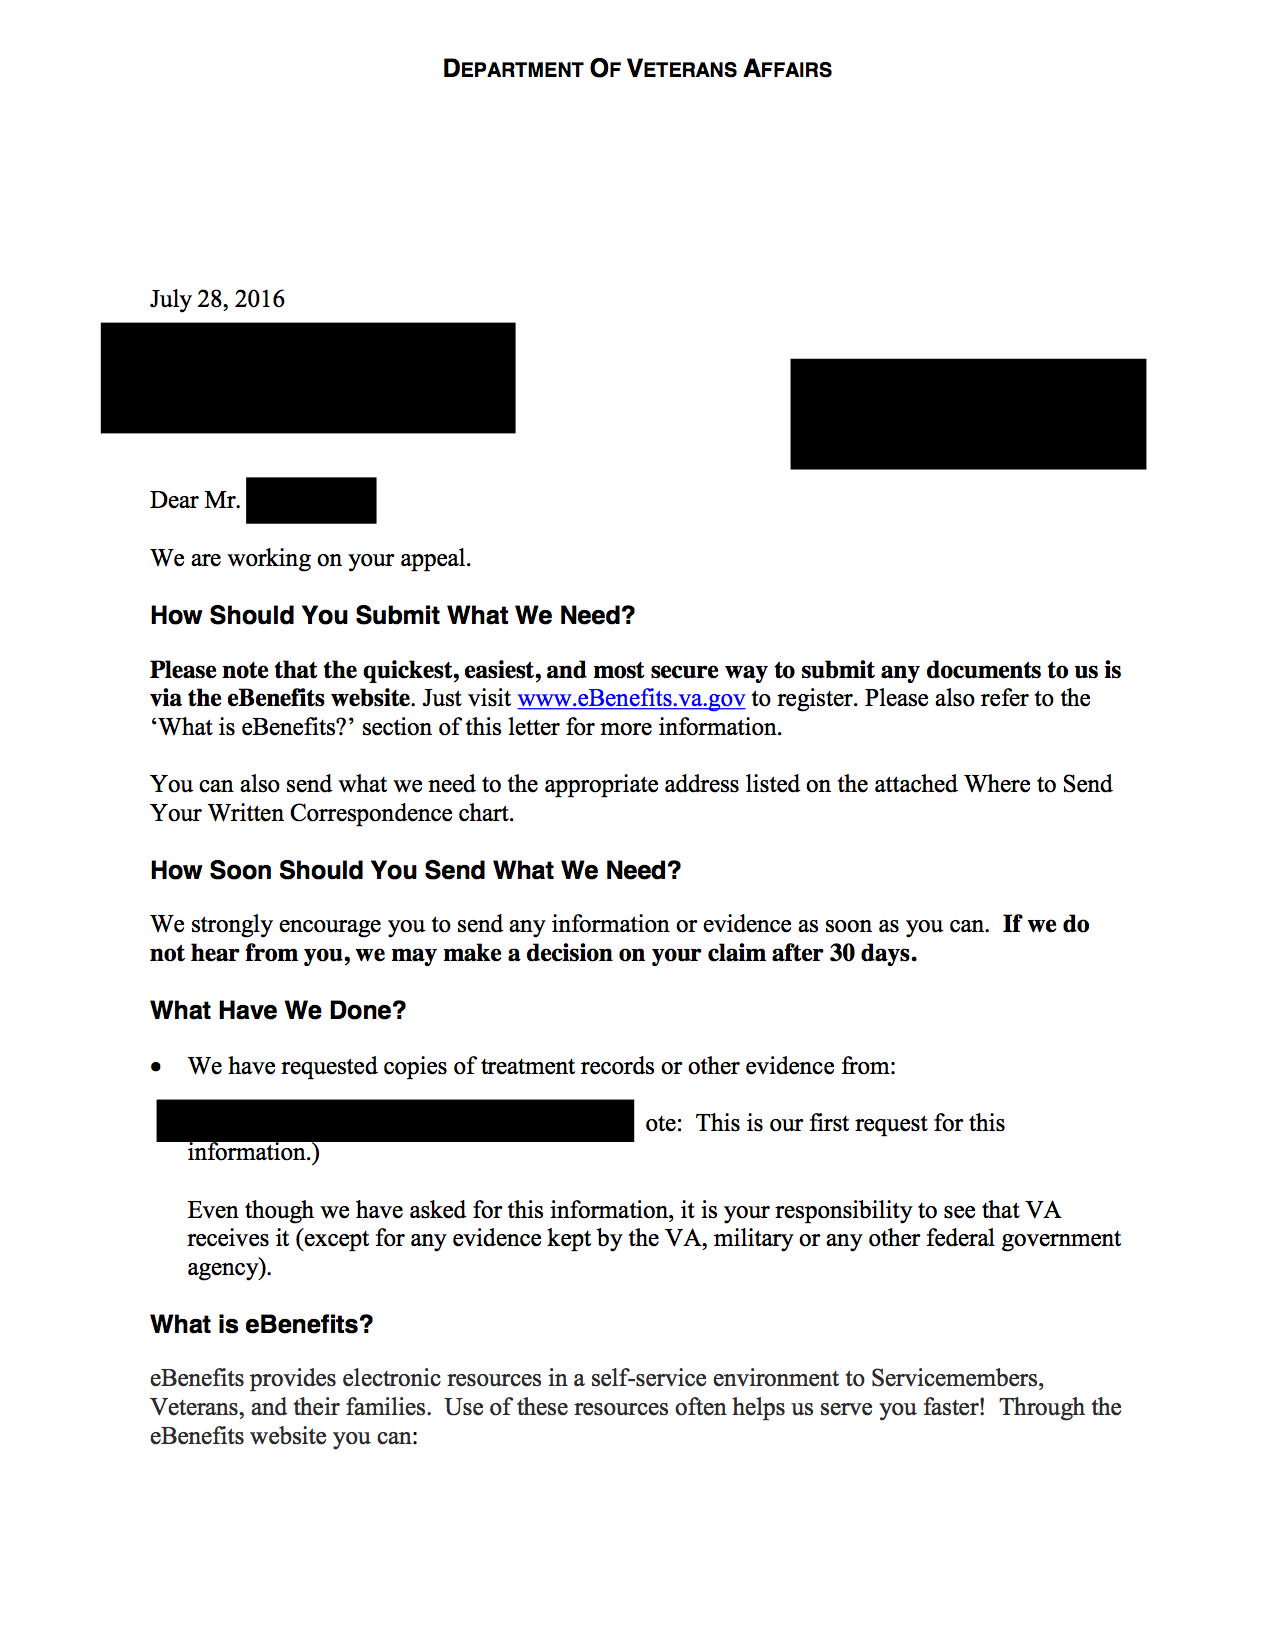 DEPARTMENT OF VETERANS AFFAIRS
July 28, 2016
Dear Mr.
We are working on your appeal.
How Should You Submit What We Need?
Please note that the quickest, easiest, and most secure way to submit any documents to us is
via the eBenefits website. Just visit www.eBenefits.va.gov to register. Please also refer to the
‘What is eBenefits?’ section of this letter for more information.
You can also send what we need to the appropriate address listed on the attached Where to Send
Your Written Correspondence chart.
How Soon Should You Send What We Need?
We strongly encourage you to send any information or evidence as soon as you can.  If we do
not hear from you, we may make a decision on your claim after 30 days.
What Have We Done?
• We have requested copies of treatment records or other evidence from:
ote:  This is our first request for this
information.)
Even though we have asked for this information, it is your responsibility to see that VA
receives it (except for any evidence kept by the VA, military or any other federal government
agency).
What is eBenefits?
eBenefits provides electronic resources in a self-service environment to Servicemembers,
Veterans, and their families.  Use of these resources often helps us serve you faster!  Through the
eBenefits website you can: